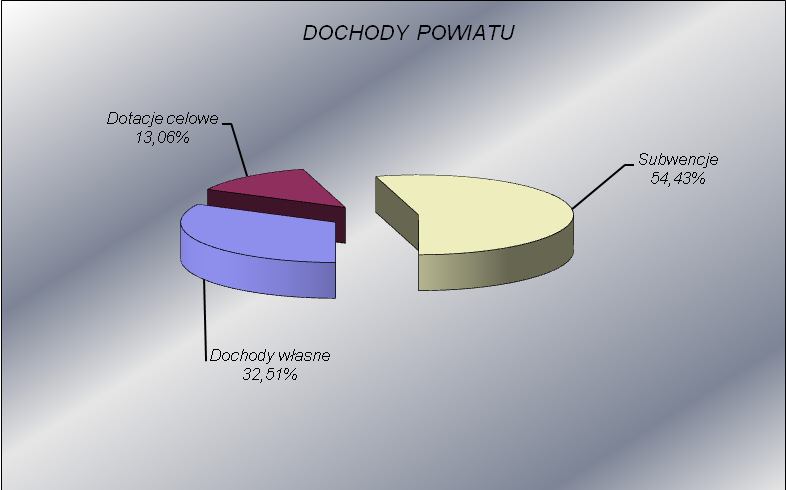 DOCHODY POWIATU
Dotacje celowe
13,06%
Subwencje
54,43%
Dochody własne
32,51%